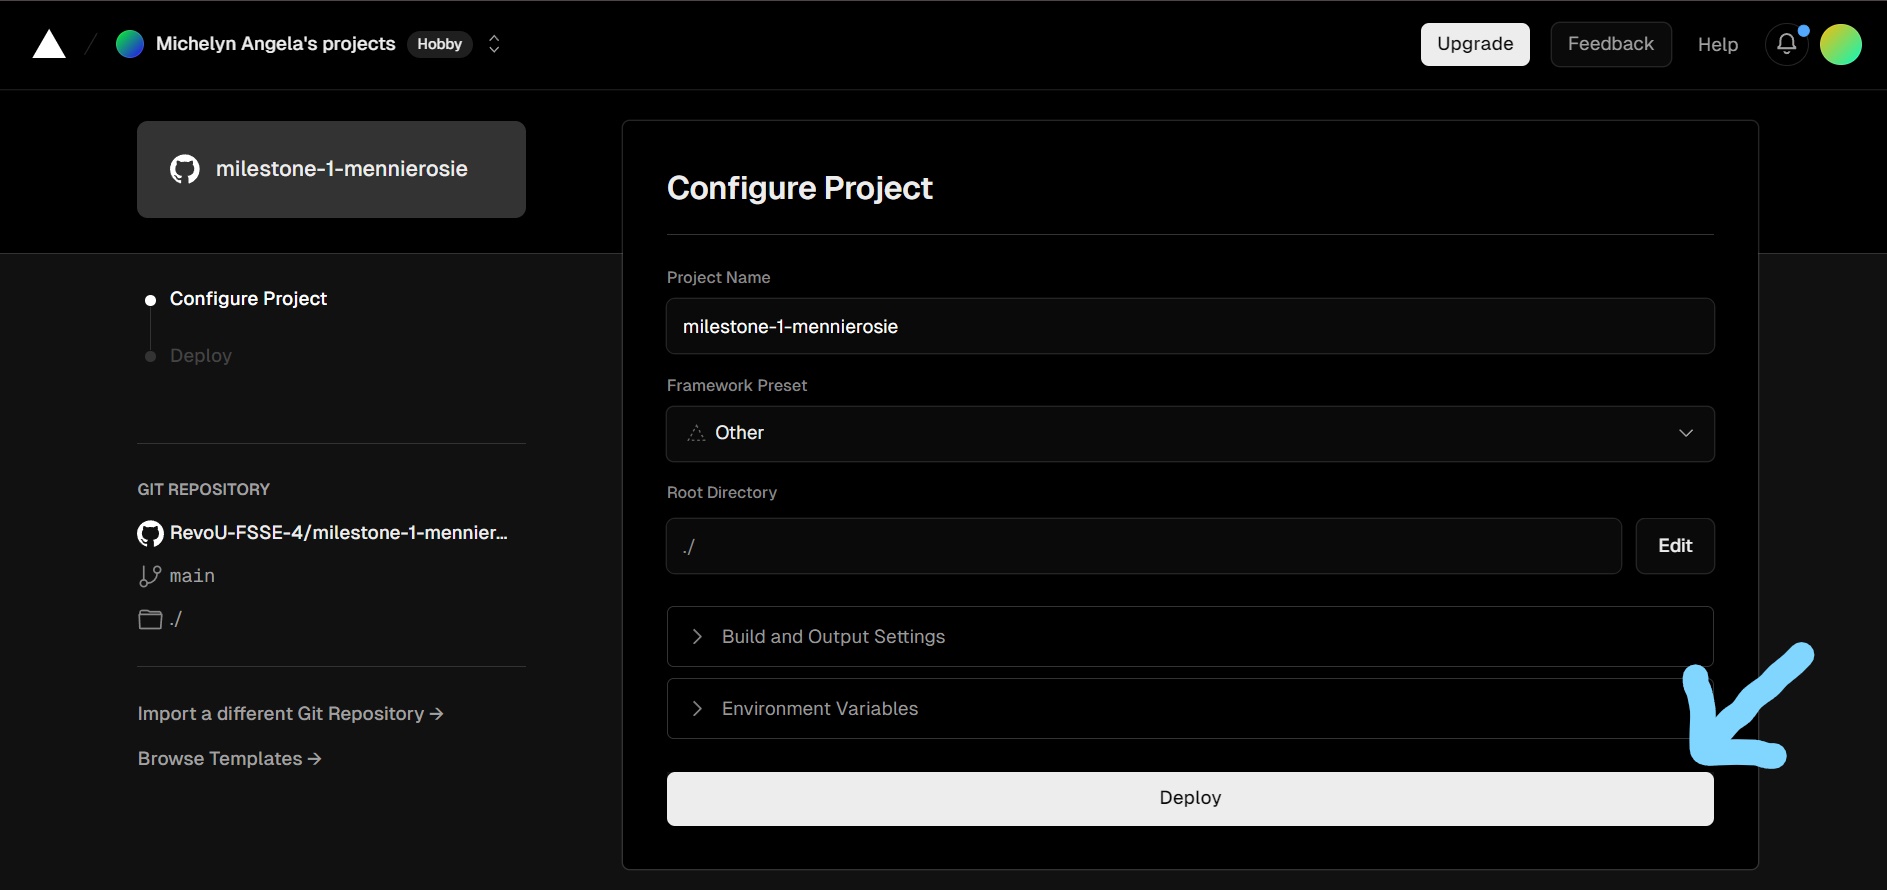 Michelyn Angela's projects Hobby
Upgrade Feedback Help
milestone-1-mennierosie
Configure Project
Deploy
GIT REPOSITORY
RevoU-FSSE-4/milestone-1-mennier...
main
./
Import a different Git Repository →
Browse Templates →
Configure Project
Project Name
milestone-1-mennierosie
Framework Preset
Other
Root Directory
./ Edit
Build and Output Settings
Environment Variables
Deploy